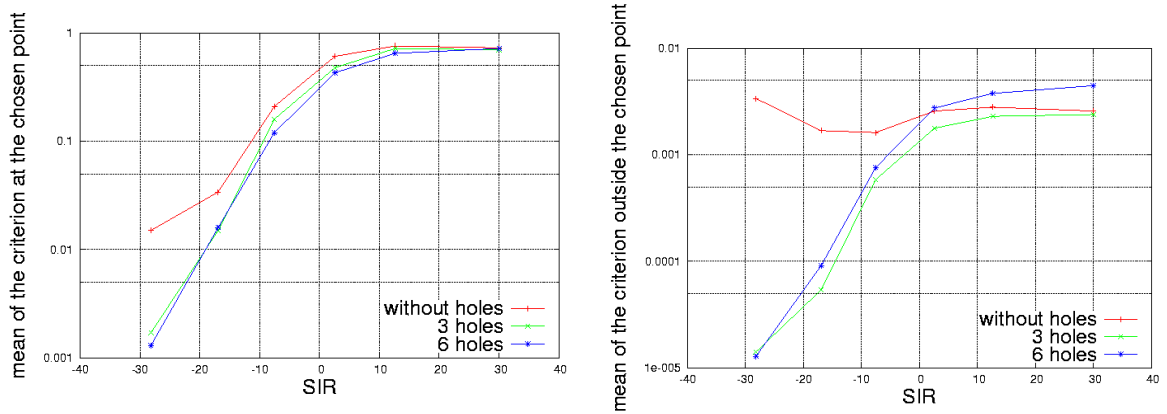 mean of the criterion at the chosen point
1
0.1
0.01
0.001
-40
-30
-20
-10
0
10
20
30
40
SIR
without holes
3 holes
6 holes
mean of the criterion outside the chosen point
0.01
0.001
0.0001
1e-005
-40
-30
-20
-10
0
10
20
30
40
SIR
without holes
3 holes
6 holes